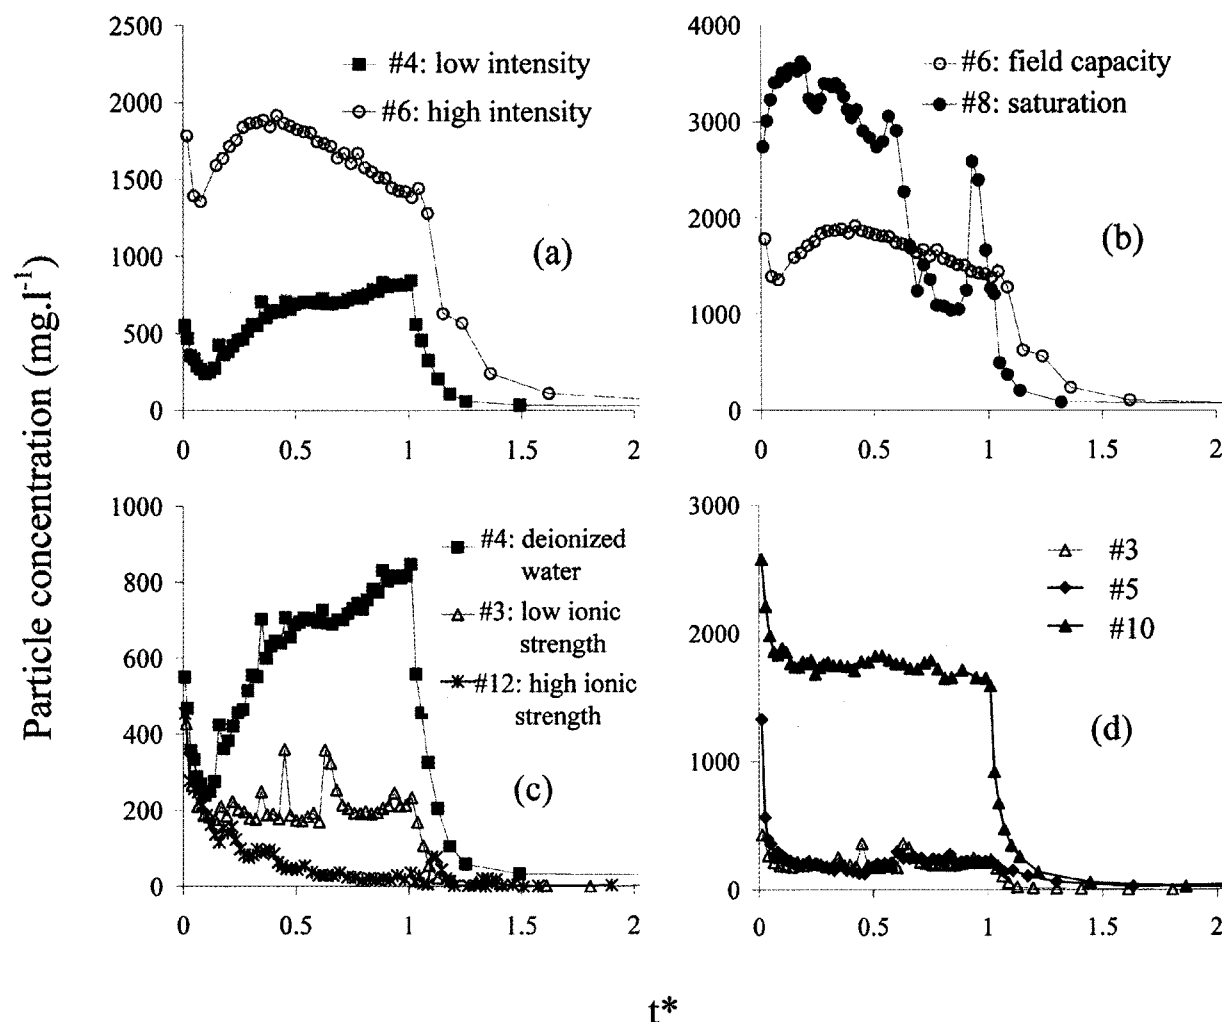 Particle concentration (mg.l⁻¹)
2500
2000
1500
1000
500
0
0
0.5
1
1.5
2
#4: low intensity
#6: high intensity
(a)
4000
3000
2000
1000
0
0
0.5
1
1.5
2
#6: field capacity
#8: saturation
(b)
1000
800
600
400
200
0
0
0.5
1
1.5
2
#4: deionized
water
#3: low ionic
strength
#12: high ionic
strength
(c)
3000
2000
1000
0
0
0.5
1
1.5
2
#3
#5
#10
(d)
t*